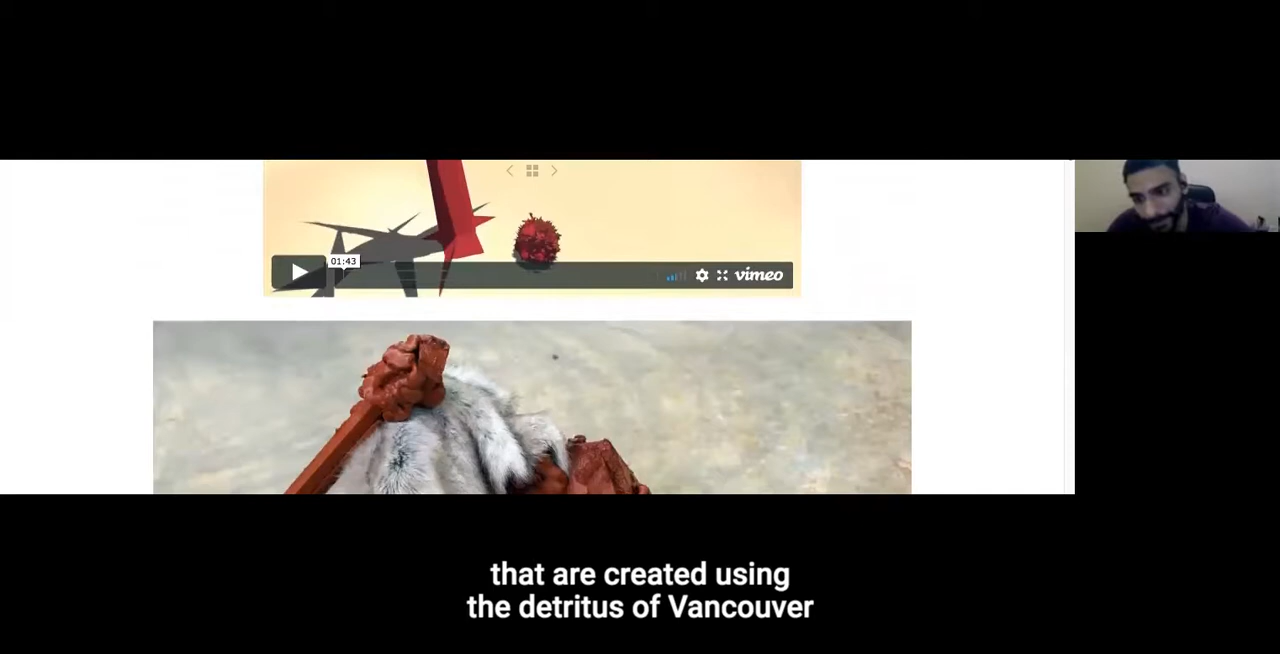 01:43
vimeo
that are created using
the detritus of Vancouver